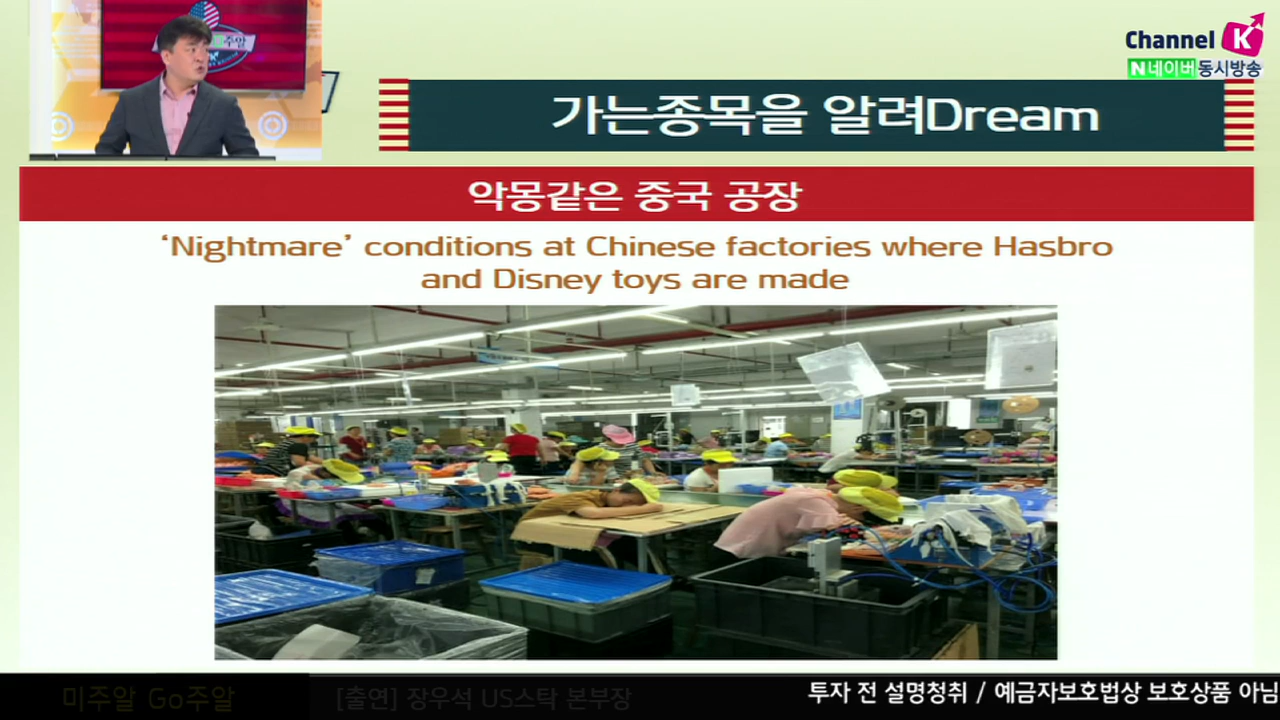 주알
Channel K
N 네이버 동시방송
가는종목을 알려Dream
악몽같은 중국 공장
‘Nightmare’ conditions at Chinese factories where Hasbro
and Disney toys are made
미주알 Go주알
[출연] 장우석 US스탁 본부장
투자 전 설명청취 / 예금자보호법상 보호상품 아님